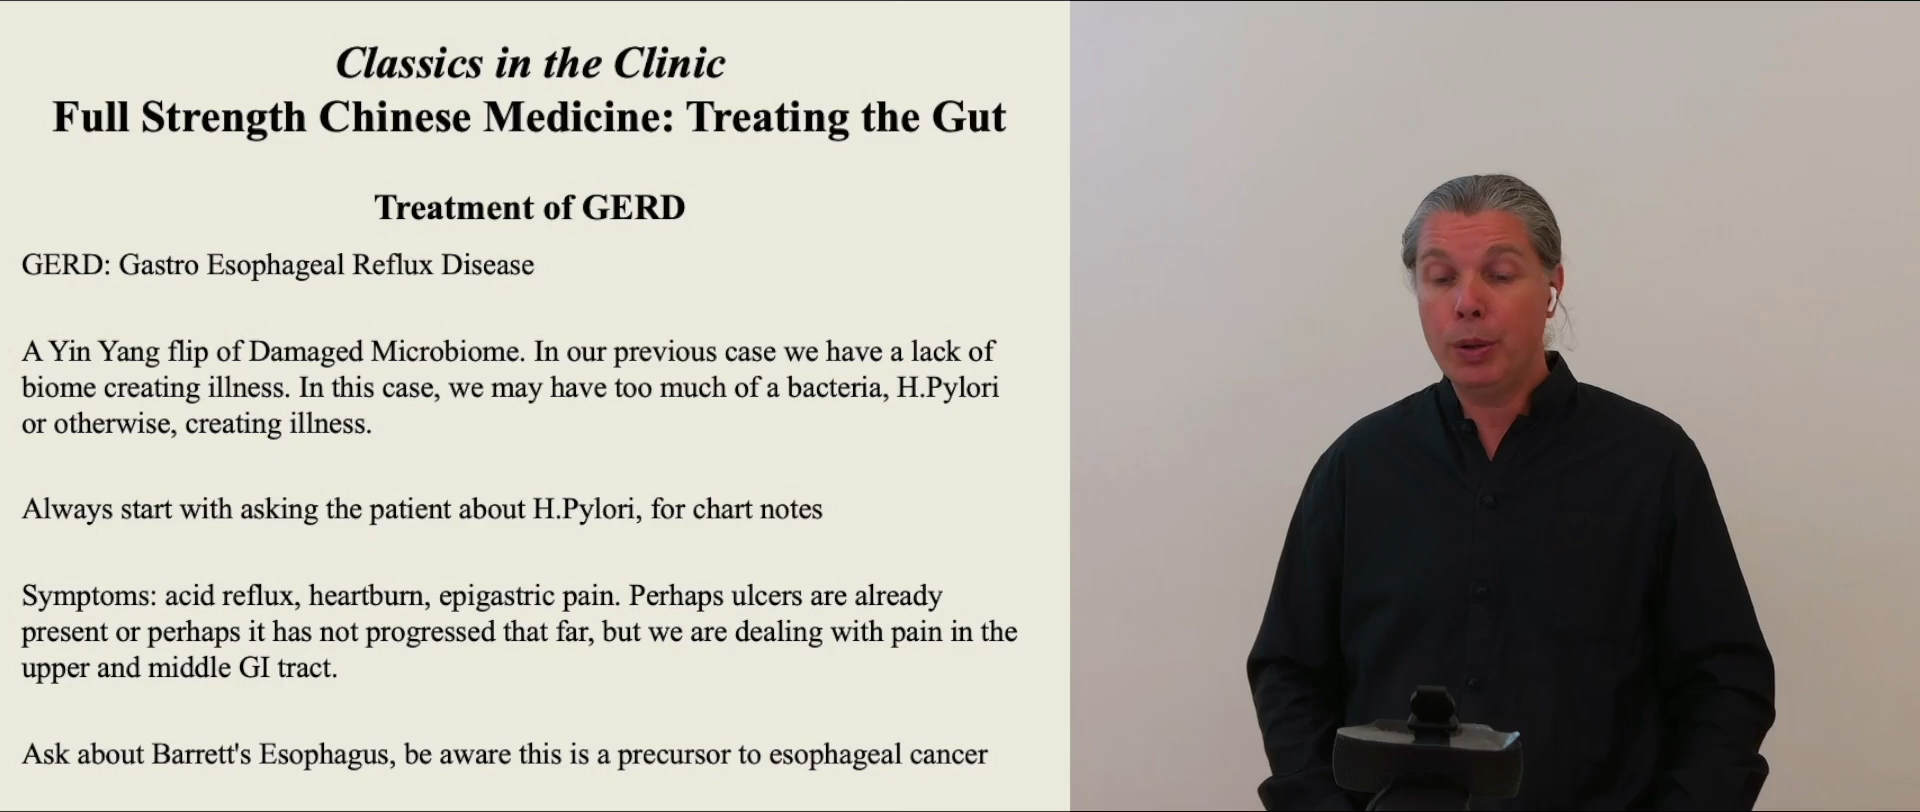 Classics in the Clinic
Full Strength Chinese Medicine: Treating the Gut
Treatment of GERD
GERD: Gastro Esophageal Reflux Disease
A Yin Yang flip of Damaged Microbiome. In our previous case we have a lack of
biome creating illness. In this case, we may have too much of a bacteria, H.Pylori
or otherwise, creating illness.
Always start with asking the patient about H.Pylori, for chart notes
Symptoms: acid reflux, heartburn, epigastric pain. Perhaps ulcers are already
present or perhaps it has not progressed that far, but we are dealing with pain in the
upper and middle GI tract.
Ask about Barrett's Esophagus, be aware this is a precursor to esophageal cancer